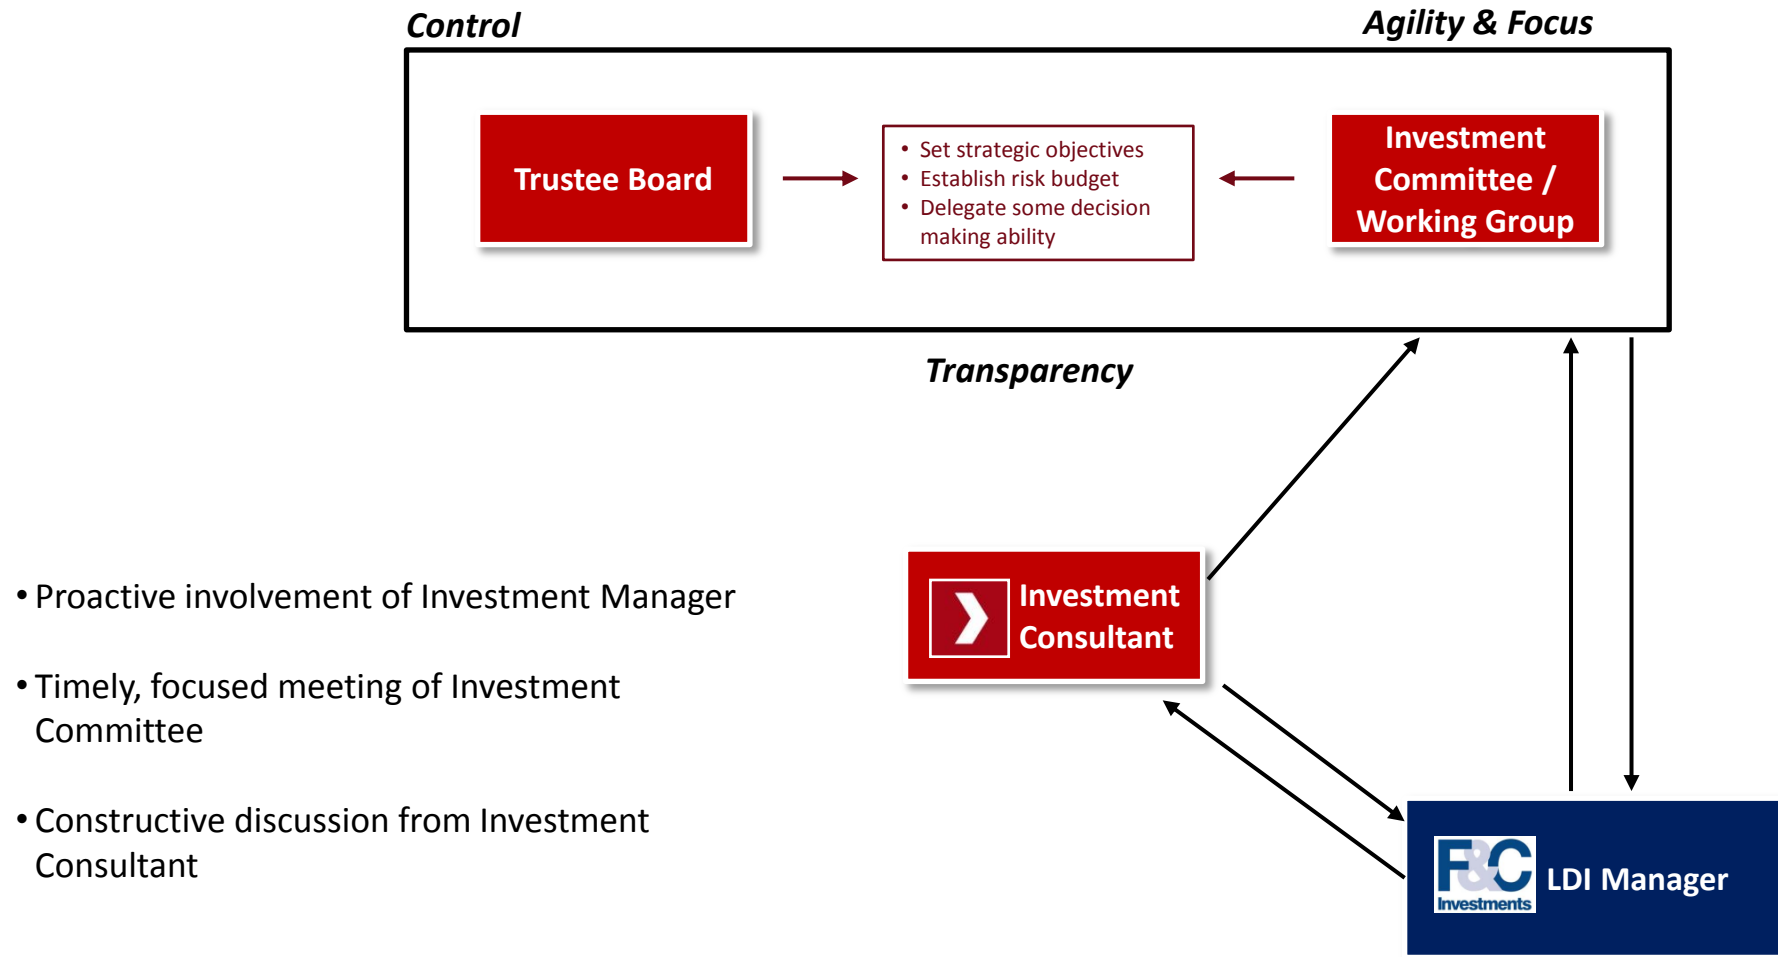 Control
Agility & Focus
Trustee Board
• Set strategic objectives
• Establish risk budget
• Delegate some decision
making ability
Investment
Committee /
Working Group
Transparency
• Proactive involvement of Investment Manager
• Timely, focused meeting of Investment
Committee
• Constructive discussion from Investment
Consultant
Investment
Consultant
F&C
Investments
LDI Manager